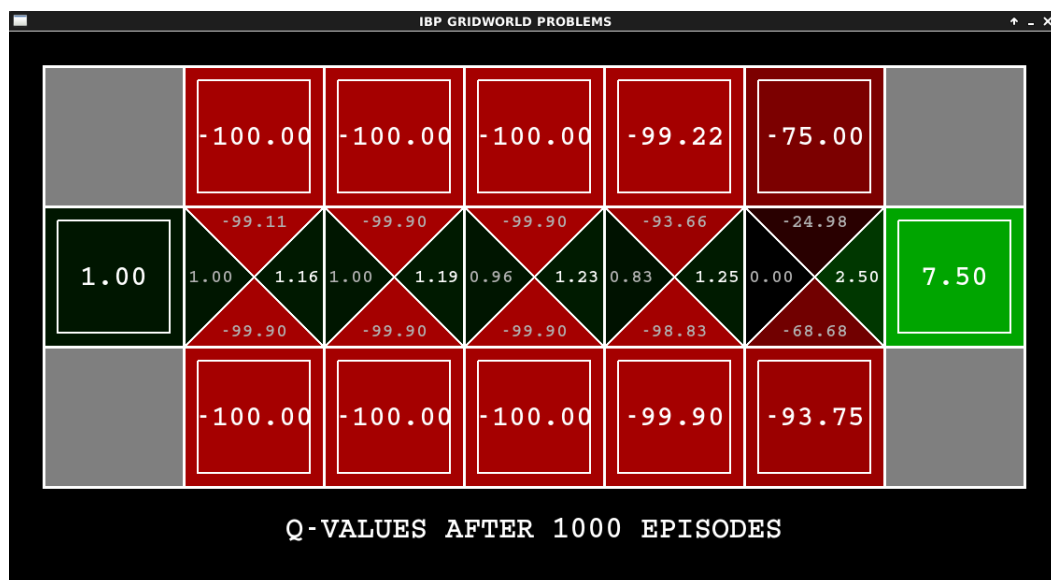 IBP GRIDWORLD PROBLEMS
-100.00 -100.00 -100.00 -99.22 -75.00
-99.11 -99.90 -99.90 -93.66 -24.98
1.00 1.00 1.16 1.00 1.19 0.96 1.23 0.83 1.25 0.00 2.50 7.50
-99.90 -99.90 -99.90 -98.83 -68.68
-100.00 -100.00 -100.00 -99.90 -93.75
Q-VALUES AFTER 1000 EPISODES